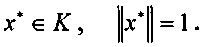 x* ∈ K ,   ‖x*‖ = 1 .